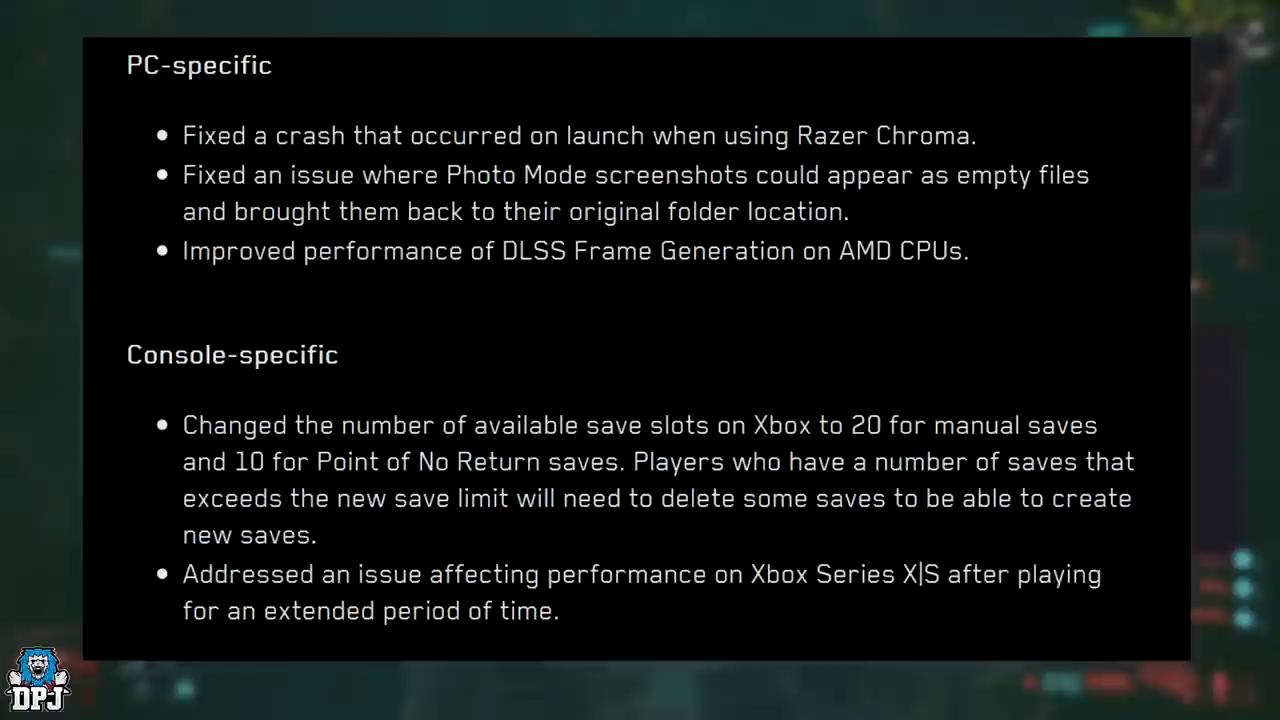 PC-specific
• Fixed a crash that occurred on launch when using Razer Chroma.
• Fixed an issue where Photo Mode screenshots could appear as empty files
and brought them back to their original folder location.
• Improved performance of DLSS Frame Generation on AMD CPUs.
Console-specific
• Changed the number of available save slots on Xbox to 20 for manual saves
and 10 for Point of No Return saves. Players who have a number of saves that
exceeds the new save limit will need to delete some saves to be able to create
new saves.
• Addressed an issue affecting performance on Xbox Series X|S after playing
for an extended period of time.
DPJ